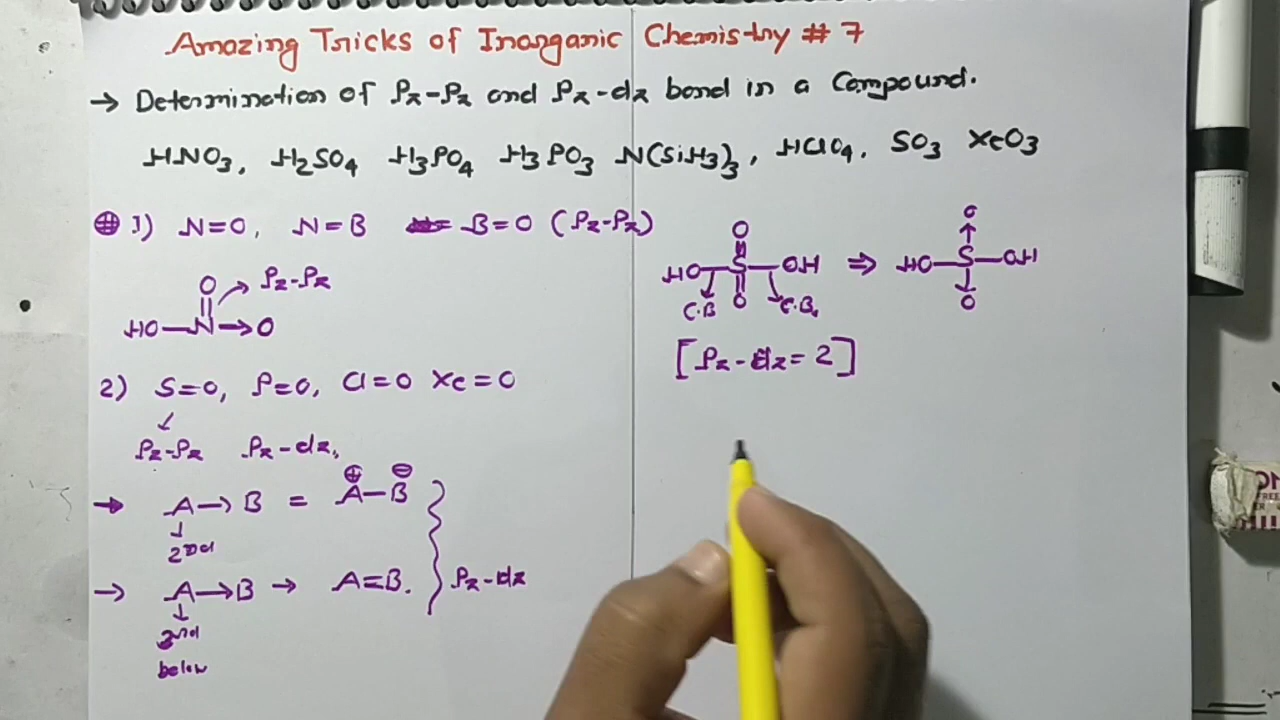 Amazing Tricks of Inorganic Chemistry # 7
→ Determination of Pπ-Pπ and Pπ-dπ bond in a Compound.
HNO3, H2SO4 H3PO4 H3PO3 N(SiH3)3, HClO4, SO3 XeO3
1) N=O, N=B B=O (Pπ-Pπ)
O → Pπ-Pπ
HO—N→O
2) S=O, P=O, Cl=O Xe=O
Pπ-Pπ Pπ-dπ,
⊕ ⊖
→ A→B = A—B
2nd
→ A→B → A=B. Pπ-dπ
3rd
below
O
HO—S—OH ⇒
C.B O C.B.
O
HO—S—OH
O
[Pπ-dπ=2]